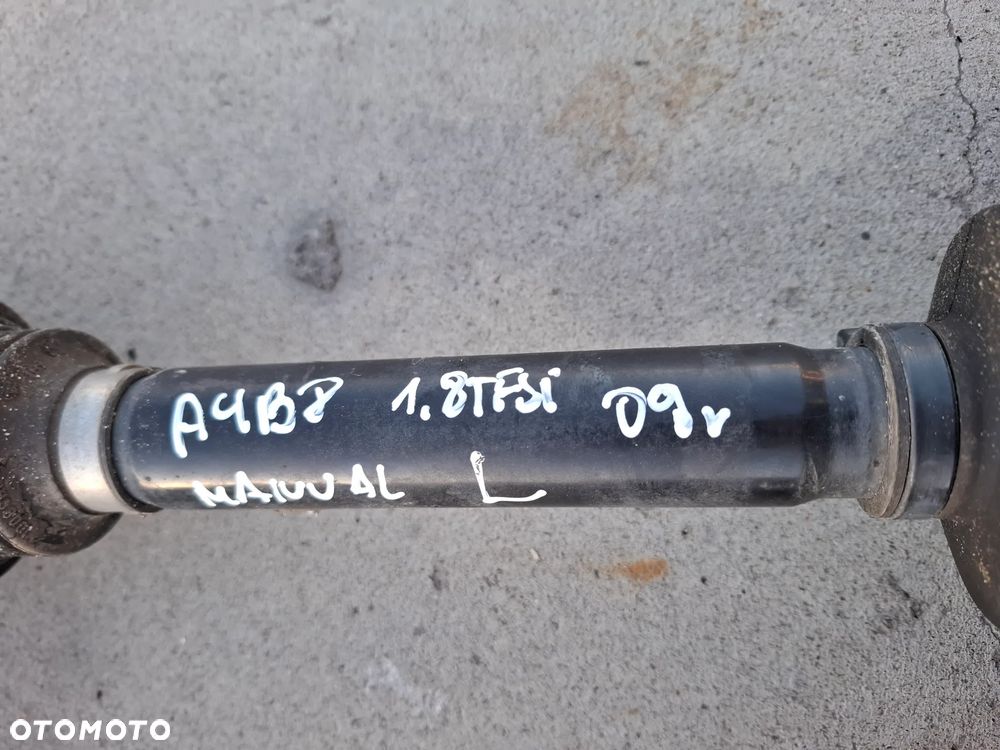 A4B8 1.8TFSi 09r
MANUAL L
OTOMOTO